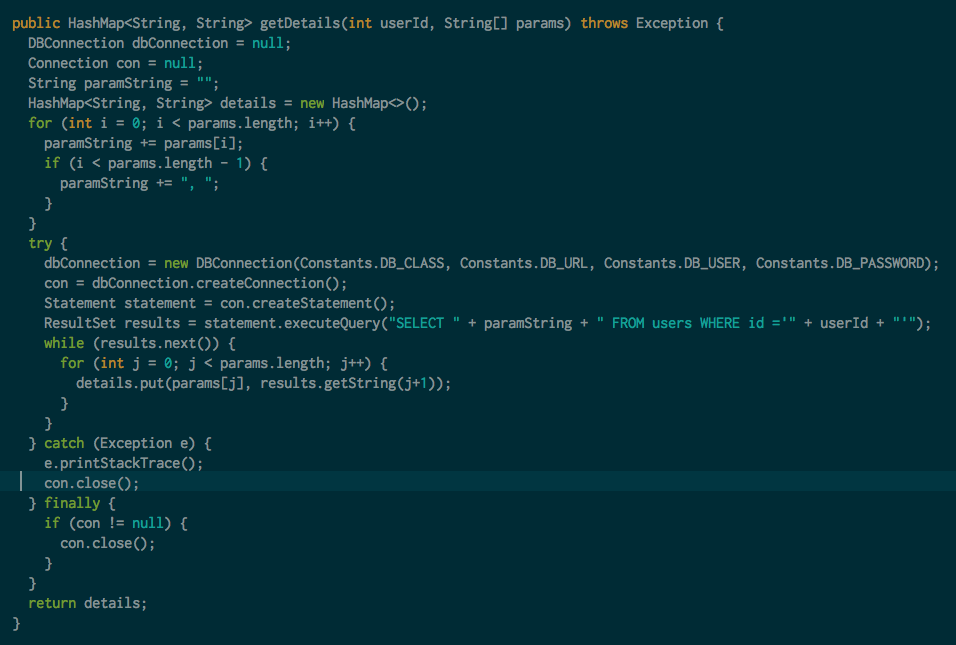 public HashMap<String, String> getDetails(int userId, String[] params) throws Exception {
  DBConnection dbConnection = null;
  Connection con = null;
  String paramString = "";
  HashMap<String, String> details = new HashMap<>();
  for (int i = 0; i < params.length; i++) {
    paramString += params[i];
    if (i < params.length - 1) {
      paramString += ", ";
    }
  }
  try {
    dbConnection = new DBConnection(Constants.DB_CLASS, Constants.DB_URL, Constants.DB_USER, Constants.DB_PASSWORD);
    con = dbConnection.createConnection();
    Statement statement = con.createStatement();
    ResultSet results = statement.executeQuery("SELECT " + paramString + " FROM users WHERE id ='" + userId + "'");
    while (results.next()) {
      for (int j = 0; j < params.length; j++) {
        details.put(params[j], results.getString(j+1));
      }
    }
  } catch (Exception e) {
    e.printStackTrace();
    con.close();
  } finally {
    if (con != null) {
      con.close();
    }
  }
  return details;
}